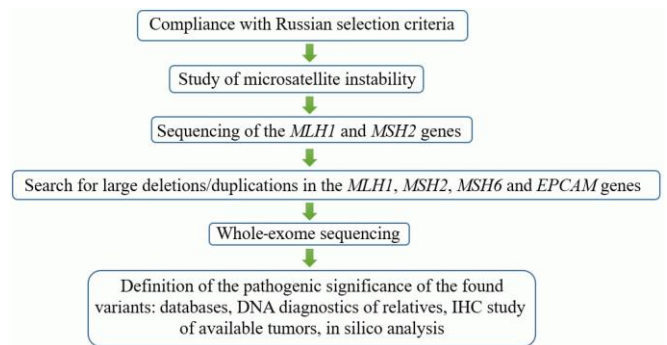 Compliance with Russian selection criteria
Study of microsatellite instability
Sequencing of the MLH1 and MSH2 genes
Search for large deletions/duplications in the MLH1, MSH2, MSH6 and EPCAM genes
Whole-exome sequencing
Definition of the pathogenic significance of the found
variants: databases, DNA diagnostics of relatives, IHC study
of available tumors, in silico analysis